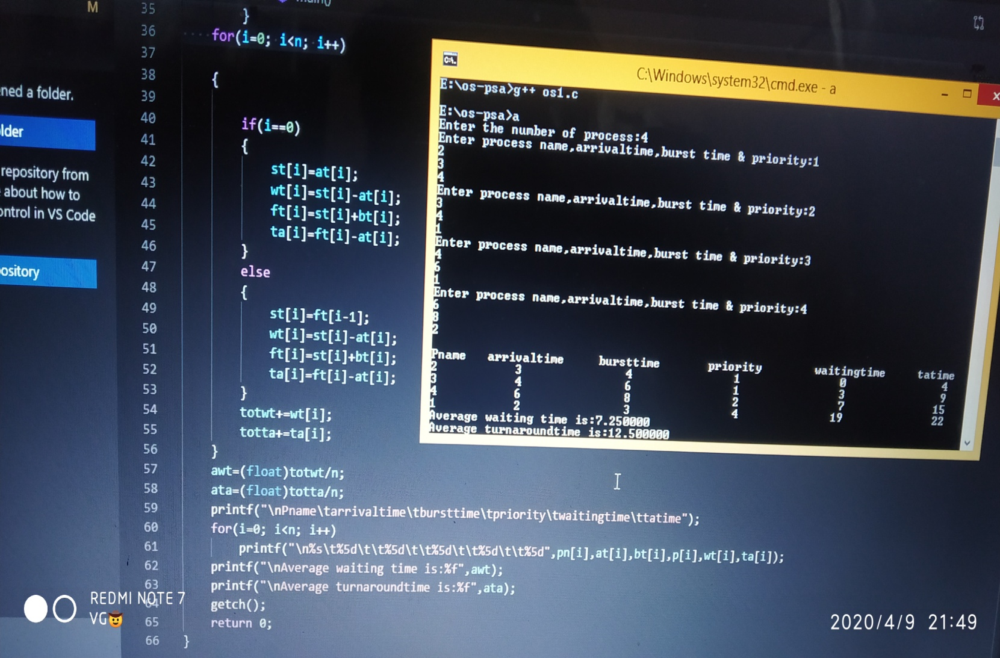 M
ned a folder.
lder
repository from
about how to
ontrol in VS Code
ository
35 }
36 for(i=0; i<n; i++)
37
38 {
39
40 if(i==0)
41 {
42 st[i]=at[i];
43 wt[i]=st[i]-at[i];
44 ft[i]=st[i]+bt[i];
45 ta[i]=ft[i]-at[i];
46 }
47 else
48 {
49 st[i]=ft[i-1];
50 wt[i]=st[i]-at[i];
51 ft[i]=st[i]+bt[i];
52 ta[i]=ft[i]-at[i];
53 }
54 totwt+=wt[i];
55 totta+=ta[i];
56 }
57 awt=(float)totwt/n;
58 ata=(float)totta/n;
59 printf("\nPname\tarrivaltime\tbursttime\tpriority\twaitingtime\ttatime");
60 for(i=0; i<n; i++)
61 printf("\n%s\t%5d\t\t%5d\t\t%5d\t\t%5d\t\t%5d",pn[i],at[i],bt[i],p[i],wt[i],ta[i]);
62 printf("\nAverage waiting time is:%f",awt);
63 printf("\nAverage turnaroundtime is:%f",ata);
64 getch();
65 return 0;
66 }
C:\Windows\system32\cmd.exe - a
E:\os-psa>g++ os1.c
E:\os-psa>a
Enter the number of process:4
Enter process name,arrivaltime,burst time & priority:1
2
3
4
Enter process name,arrivaltime,burst time & priority:2
3
4
1
Enter process name,arrivaltime,burst time & priority:3
4
6
1
Enter process name,arrivaltime,burst time & priority:4
6
8
2
Pname arrivaltime bursttime priority waitingtime tatime
2 3 4 1 0 4
3 4 6 1 3 9
4 6 8 2 7 15
1 2 3 4 19 22
Average waiting time is:7.250000
Average turnaroundtime is:12.500000
REDMI NOTE 7
VG🤠
2020/4/9 21:49